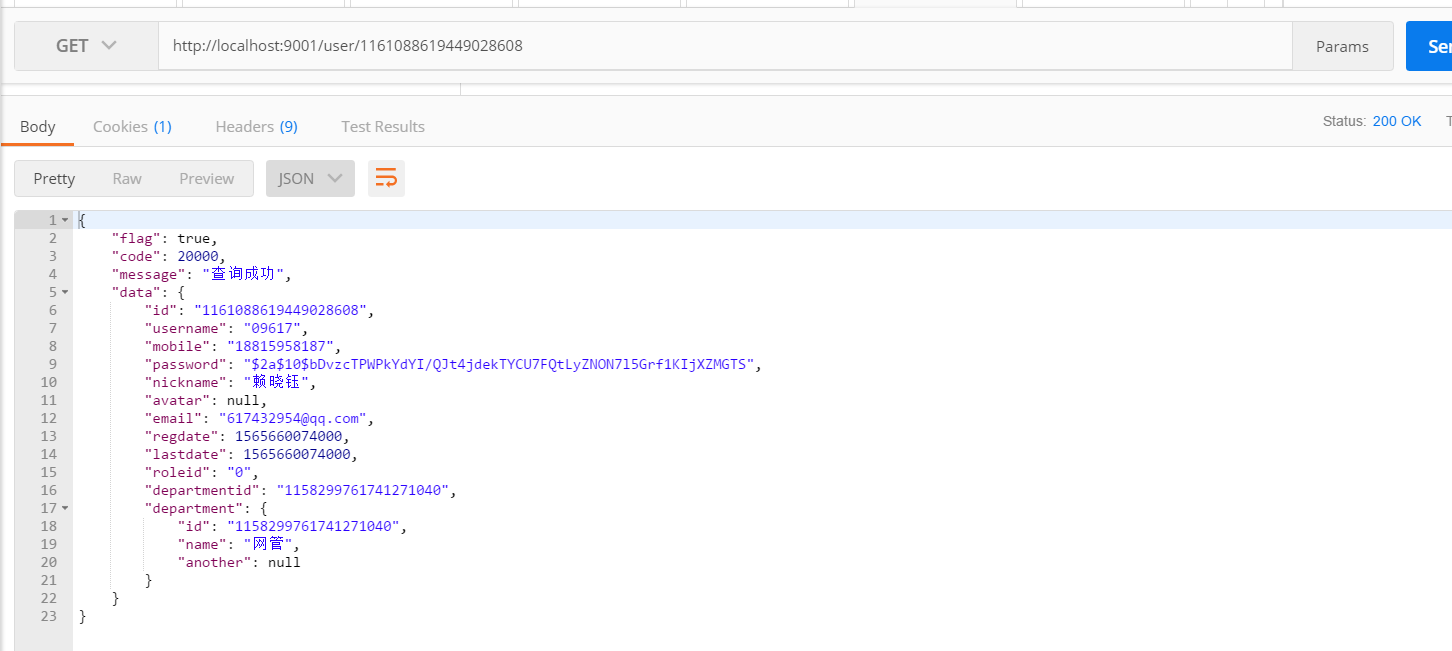 GET http://localhost:9001/user/1161088619449028608 Params Sen
Body Cookies (1) Headers (9) Test Results Status: 200 OK T
Pretty Raw Preview JSON
1 {
2 "flag": true,
3 "code": 20000,
4 "message": "查询成功",
5 "data": {
6 "id": "1161088619449028608",
7 "username": "09617",
8 "mobile": "18815958187",
9 "password": "$2a$10$bDvzcTPWPkYdYI/QJt4jdekTYCU7FQtLyZNON7l5Grf1KIjXZMGTS",
10 "nickname": "赖晓钰",
11 "avatar": null,
12 "email": "617432954@qq.com",
13 "regdate": 1565660074000,
14 "lastdate": 1565660074000,
15 "roleid": "0",
16 "departmentid": "1158299761741271040",
17 "department": {
18 "id": "1158299761741271040",
19 "name": "网管",
20 "another": null
21 }
22 }
23 }